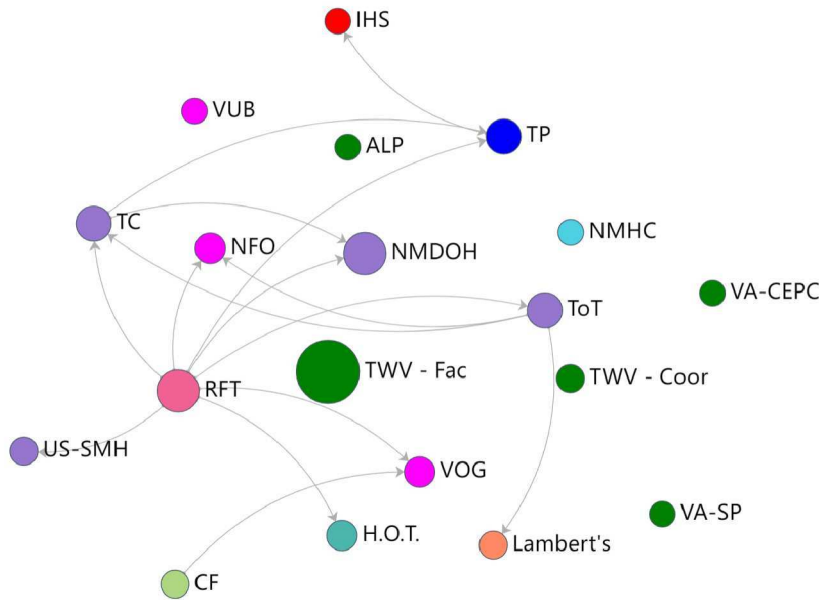 IHS
VUB
TP
ALP
TC
NMHC
NFO
NMDOH
VA-CEPC
ToT
TWV - Fac
TWV - Coor
RFT
US-SMH
VOG
VA-SP
H.O.T.
Lambert's
CF